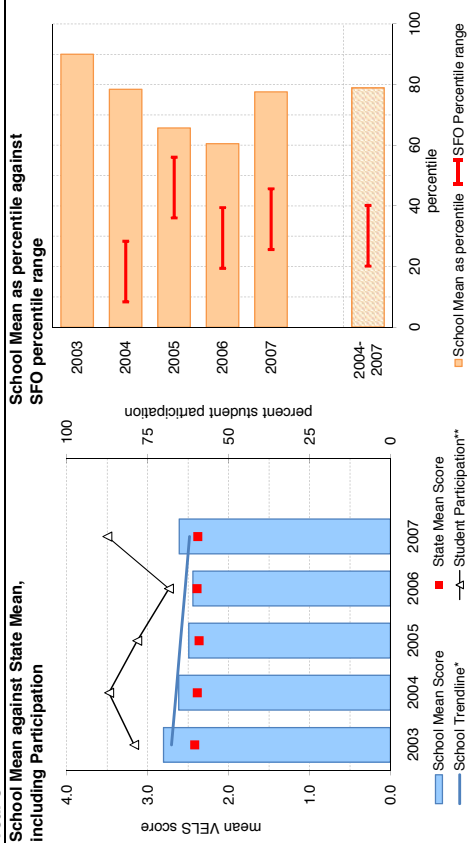 School Mean against State Mean,
including Participation
mean VELS score
4.0
3.0
2.0
1.0
0.0
2003
2004
2005
2006
2007
100
75
50
25
0
percent student participation
School Mean Score
State Mean Score
School Trendline*
Student Participation**
School Mean as percentile against
SFO percentile range
2003
2004
2005
2006
2007
2004-
2007
0
20
40
60
80
100
percentile
School Mean as percentile
SFO Percentile range